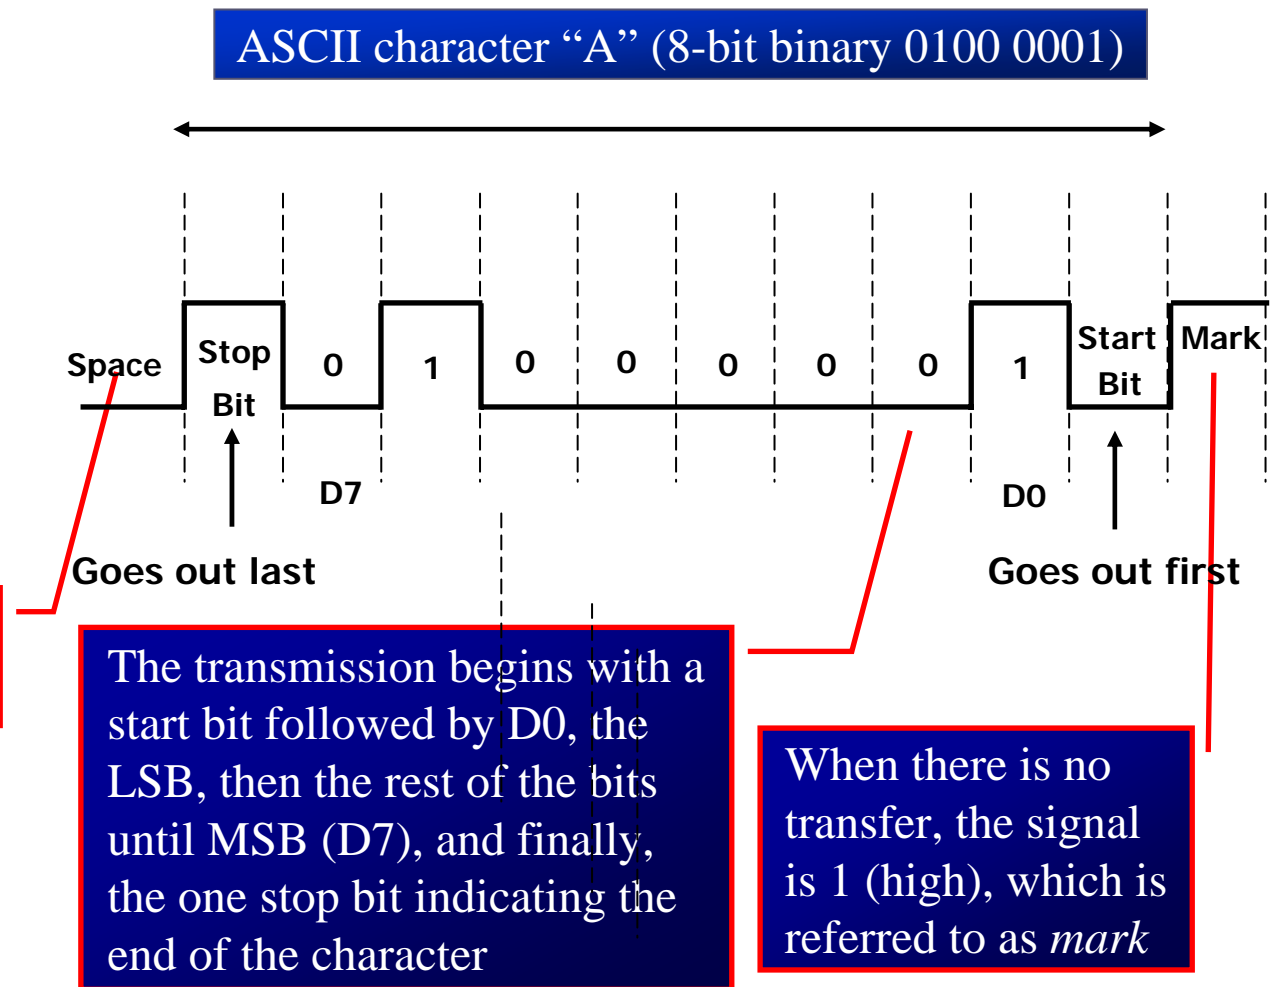 ASCII character “A” (8-bit binary 0100 0001)
Space
Stop
Bit
0
1
0
0
0
0
0
1
Start
Bit
Mark
D7
D0
Goes out last
Goes out first
The transmission begins with a
start bit followed by D0, the
LSB, then the rest of the bits
until MSB (D7), and finally,
the one stop bit indicating the
end of the character
When there is no
transfer, the signal
is 1 (high), which is
referred to as mark